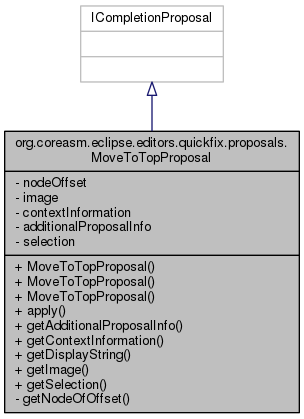 ICompletionProposal
org.coreasm.eclipse.editors.quickfix.proposals.
MoveToTopProposal
- nodeOffset
- image
- contextInformation
- additionalProposalInfo
- selection
+ MoveToTopProposal()
+ MoveToTopProposal()
+ MoveToTopProposal()
+ apply()
+ getAdditionalProposalInfo()
+ getContextInformation()
+ getDisplayString()
+ getImage()
+ getSelection()
- getNodeOfOffset()